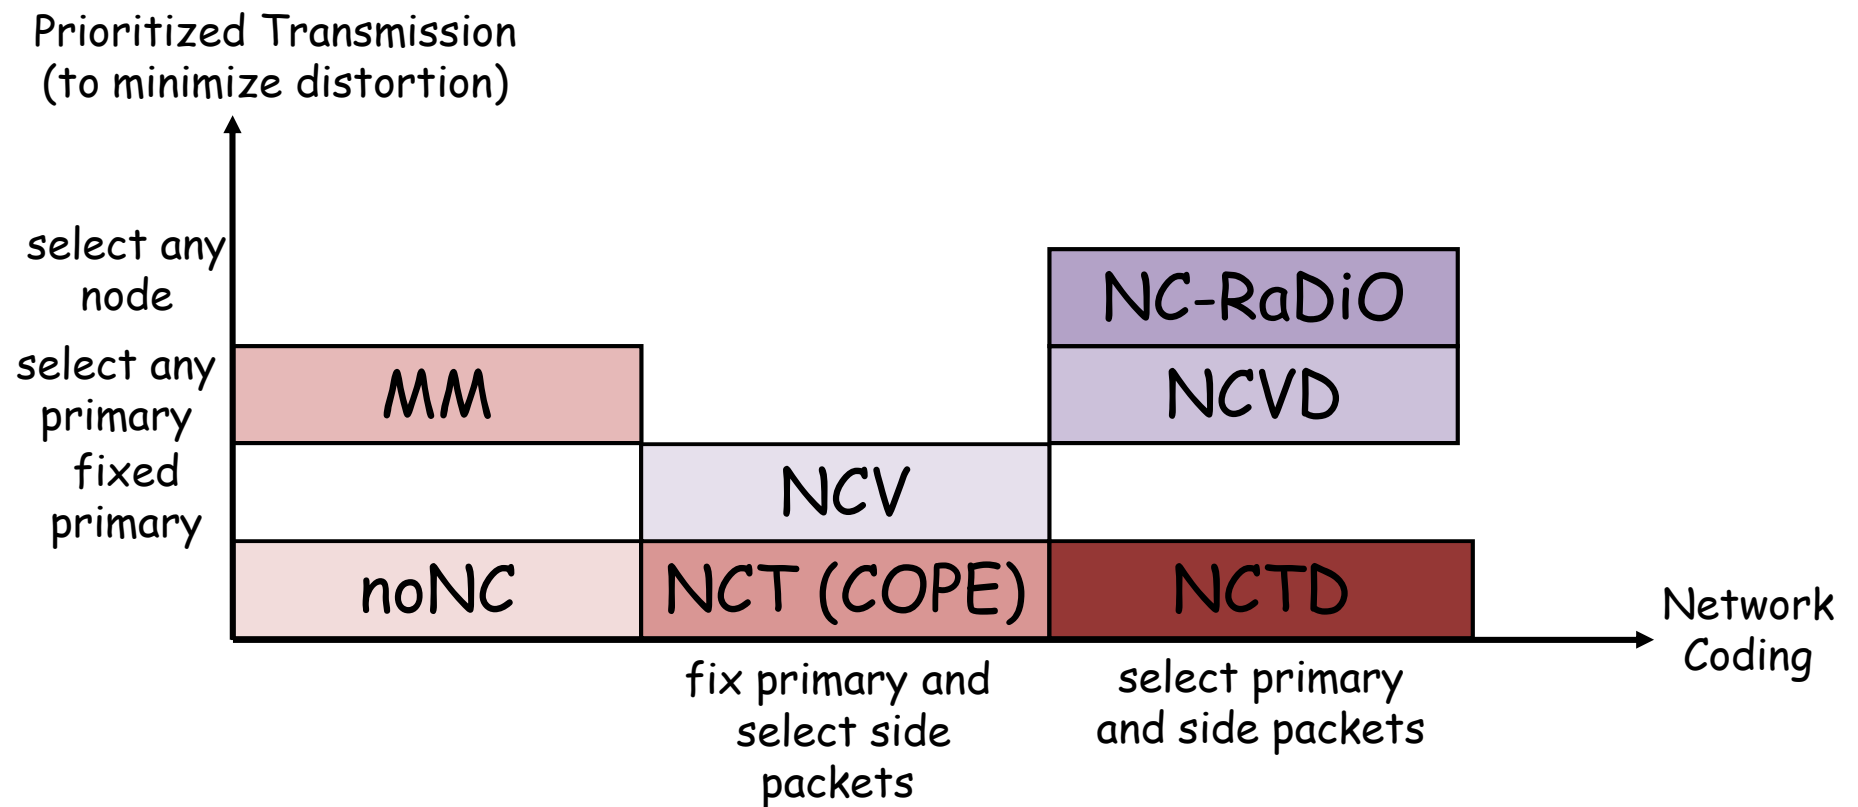 Prioritized Transmission
(to minimize distortion)
select any
node
select any
primary
fixed
primary
NC-RaDiO
MM
NCVD
NCV
noNC
NCT (COPE)
NCTD
Network
Coding
fix primary and
select side
packets
select primary
and side packets